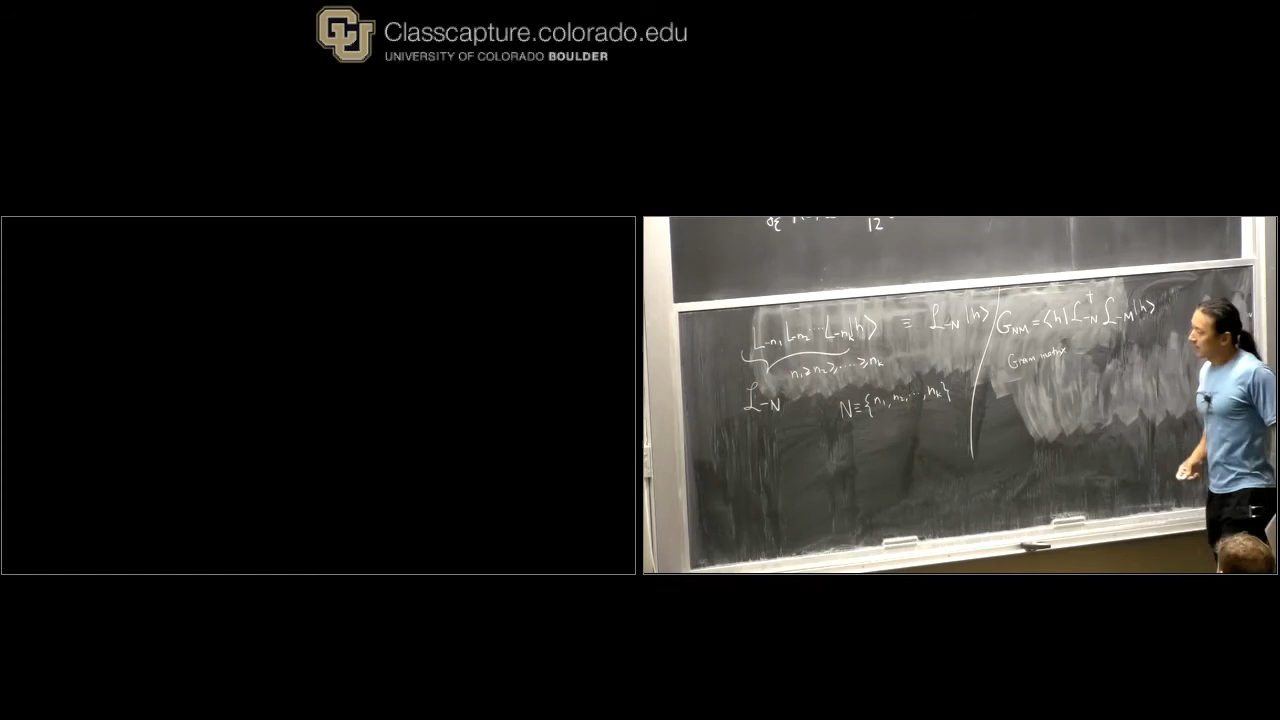 Classcapture.colorado.edu
UNIVERSITY OF COLORADO BOULDER
12
L₋ₙ₁ L₋ₙ₂ ⋯ L₋ₙₖ|h⟩ ≡ ℒ₋N |h⟩
n₁ ≥ n₂ ≥, ⋯, ≥ nₖ
ℒ₋N N ≡ {n₁, n₂, ⋯, nₖ}
G_NM = ⟨h| ℒ₋N† ℒ₋M |h⟩
Gram matrix